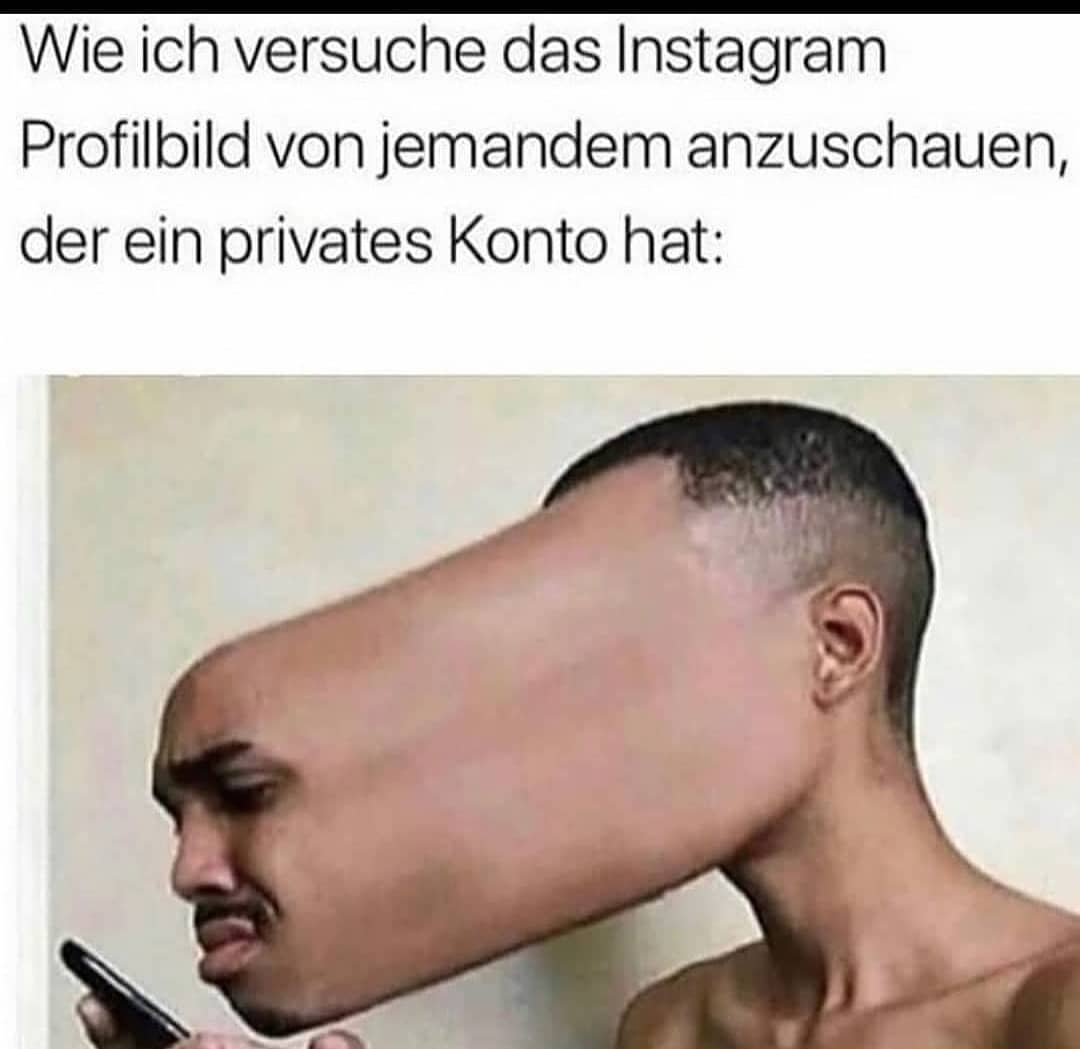 Wie ich versuche das Instagram
Profilbild von jemandem anzuschauen,
der ein privates Konto hat: